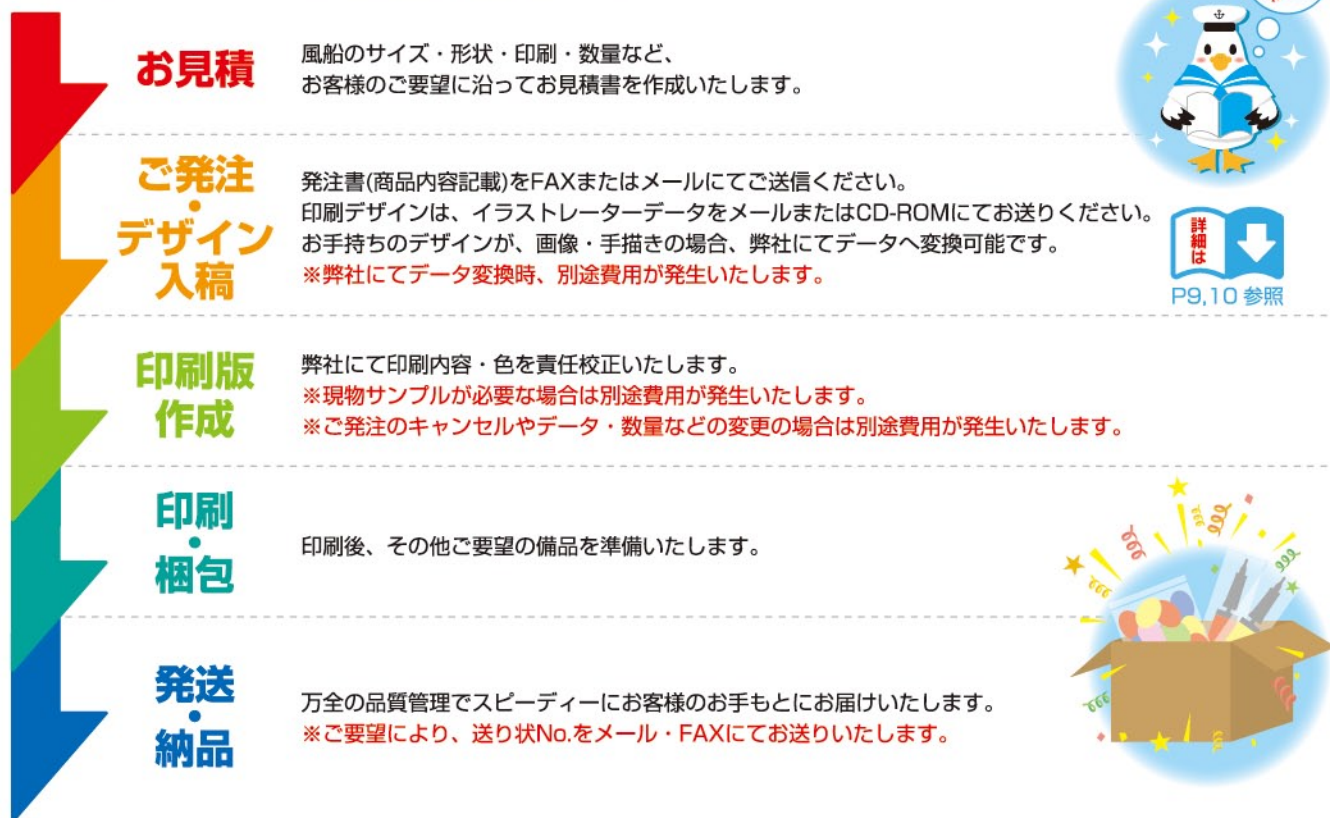 お見積
風船のサイズ・形状・印刷・数量など、
お客様のご要望に沿ってお見積書を作成いたします。
ご発注
・
デザイン
入稿
発注書(商品内容記載)をFAXまたはメールにてご送信ください。
印刷デザインは、イラストレーターデータをメールまたはCD-ROMにてお送りください。
お手持ちのデザインが、画像・手描きの場合、弊社にてデータへ変換可能です。
※弊社にてデータ変換時、別途費用が発生いたします。
詳細は
P9,10 参照
印刷版
作成
弊社にて印刷内容・色を責任校正いたします。
※現物サンプルが必要な場合は別途費用が発生いたします。
※ご発注のキャンセルやデータ・数量などの変更の場合は別途費用が発生いたします。
印刷
・
梱包
印刷後、その他ご要望の備品を準備いたします。
発送
・
納品
万全の品質管理でスピーディーにお客様のお手もとにお届けいたします。
※ご要望により、送り状No.をメール・FAXにてお送りいたします。